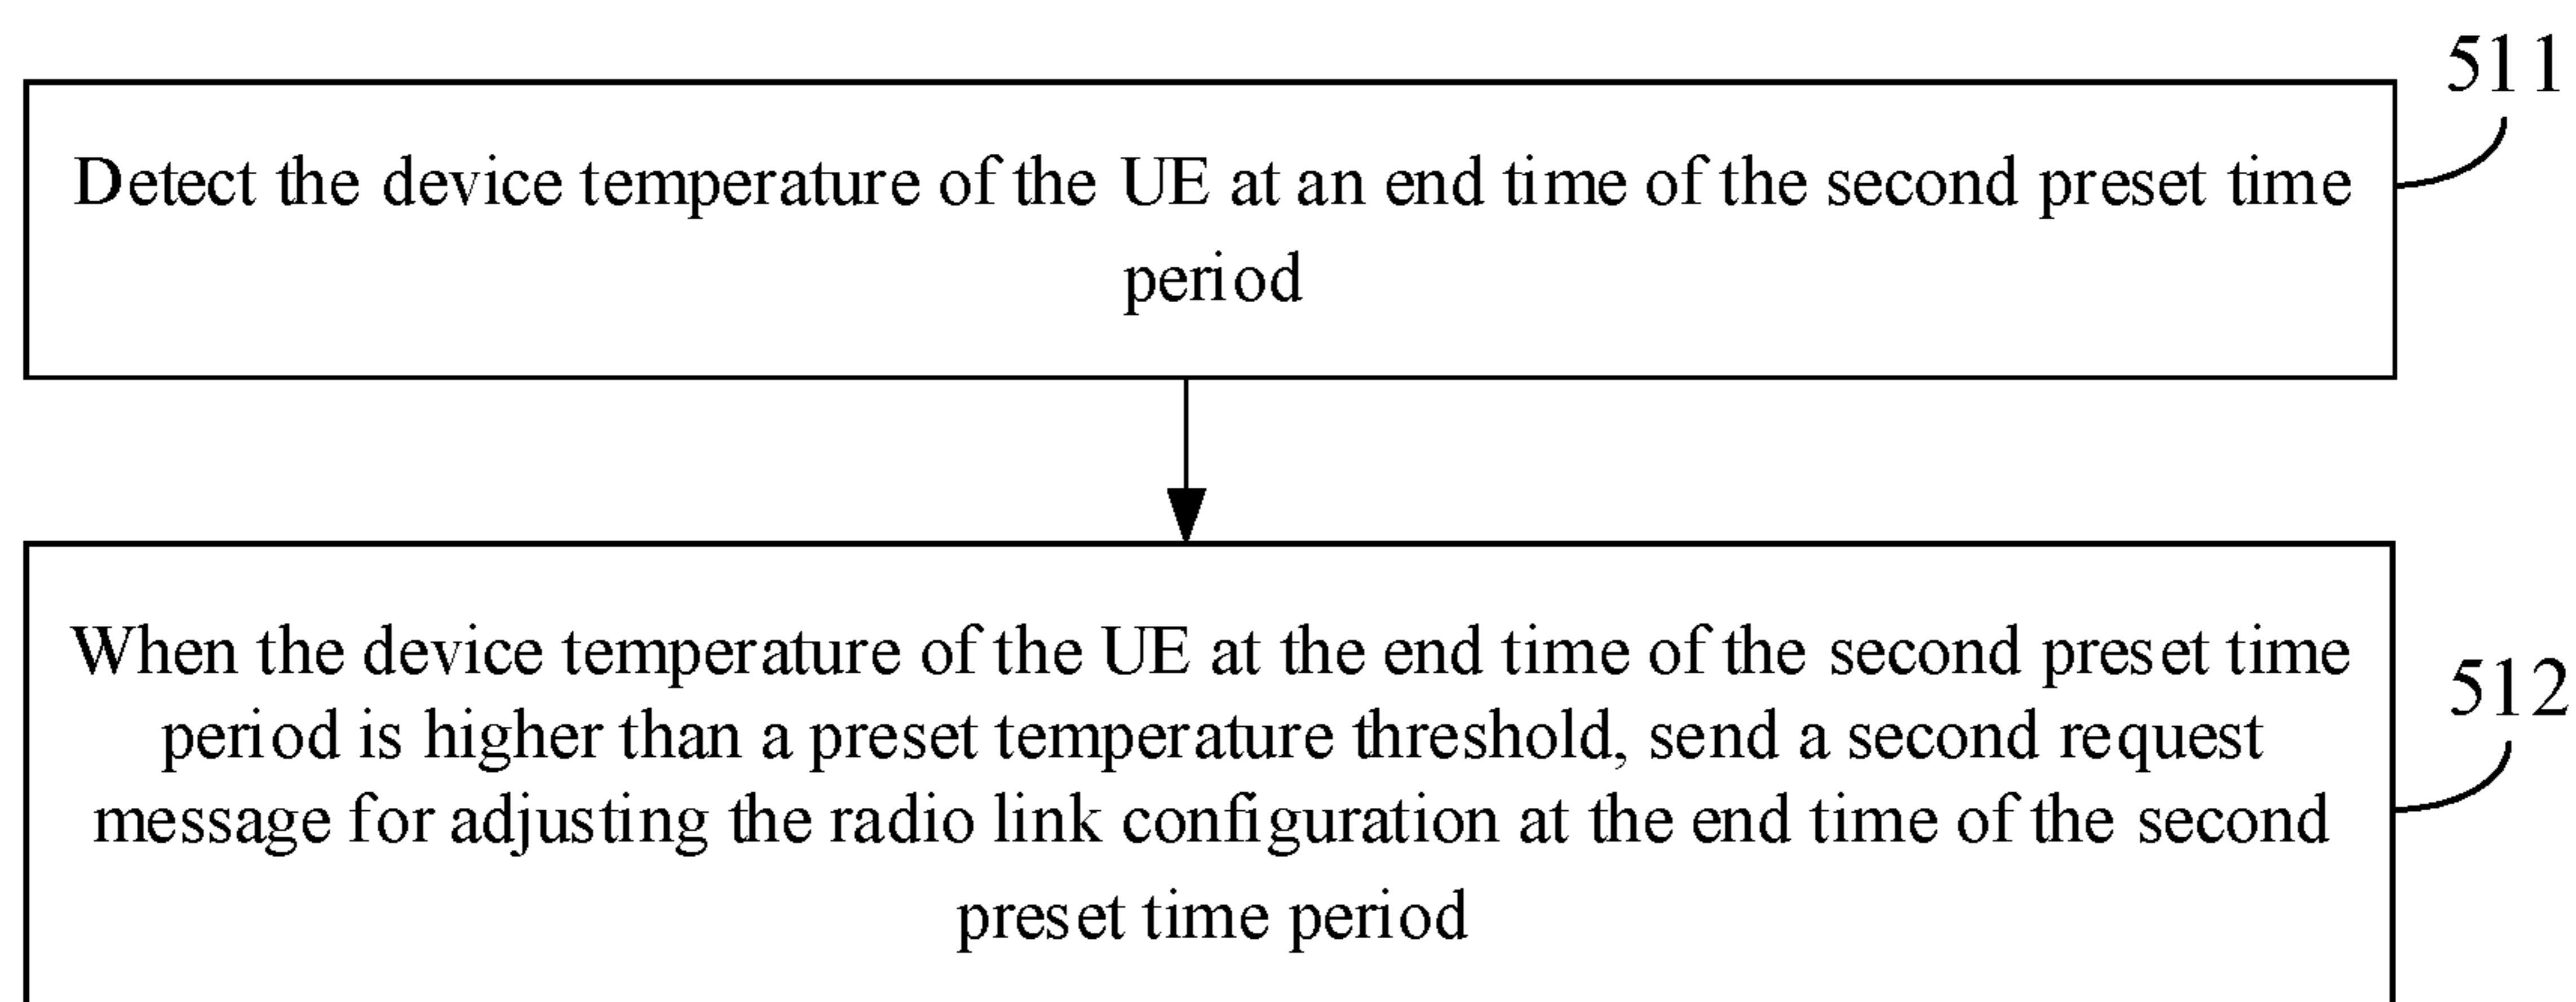 511
Detect the device temperature of the UE at an end time of the second preset time
period
When the device temperature of the UE at the end time of the second preset time
period is higher than a preset temperature threshold, send a second request
512
message for adjusting the radio link configuration at the end time of the second
preset time period